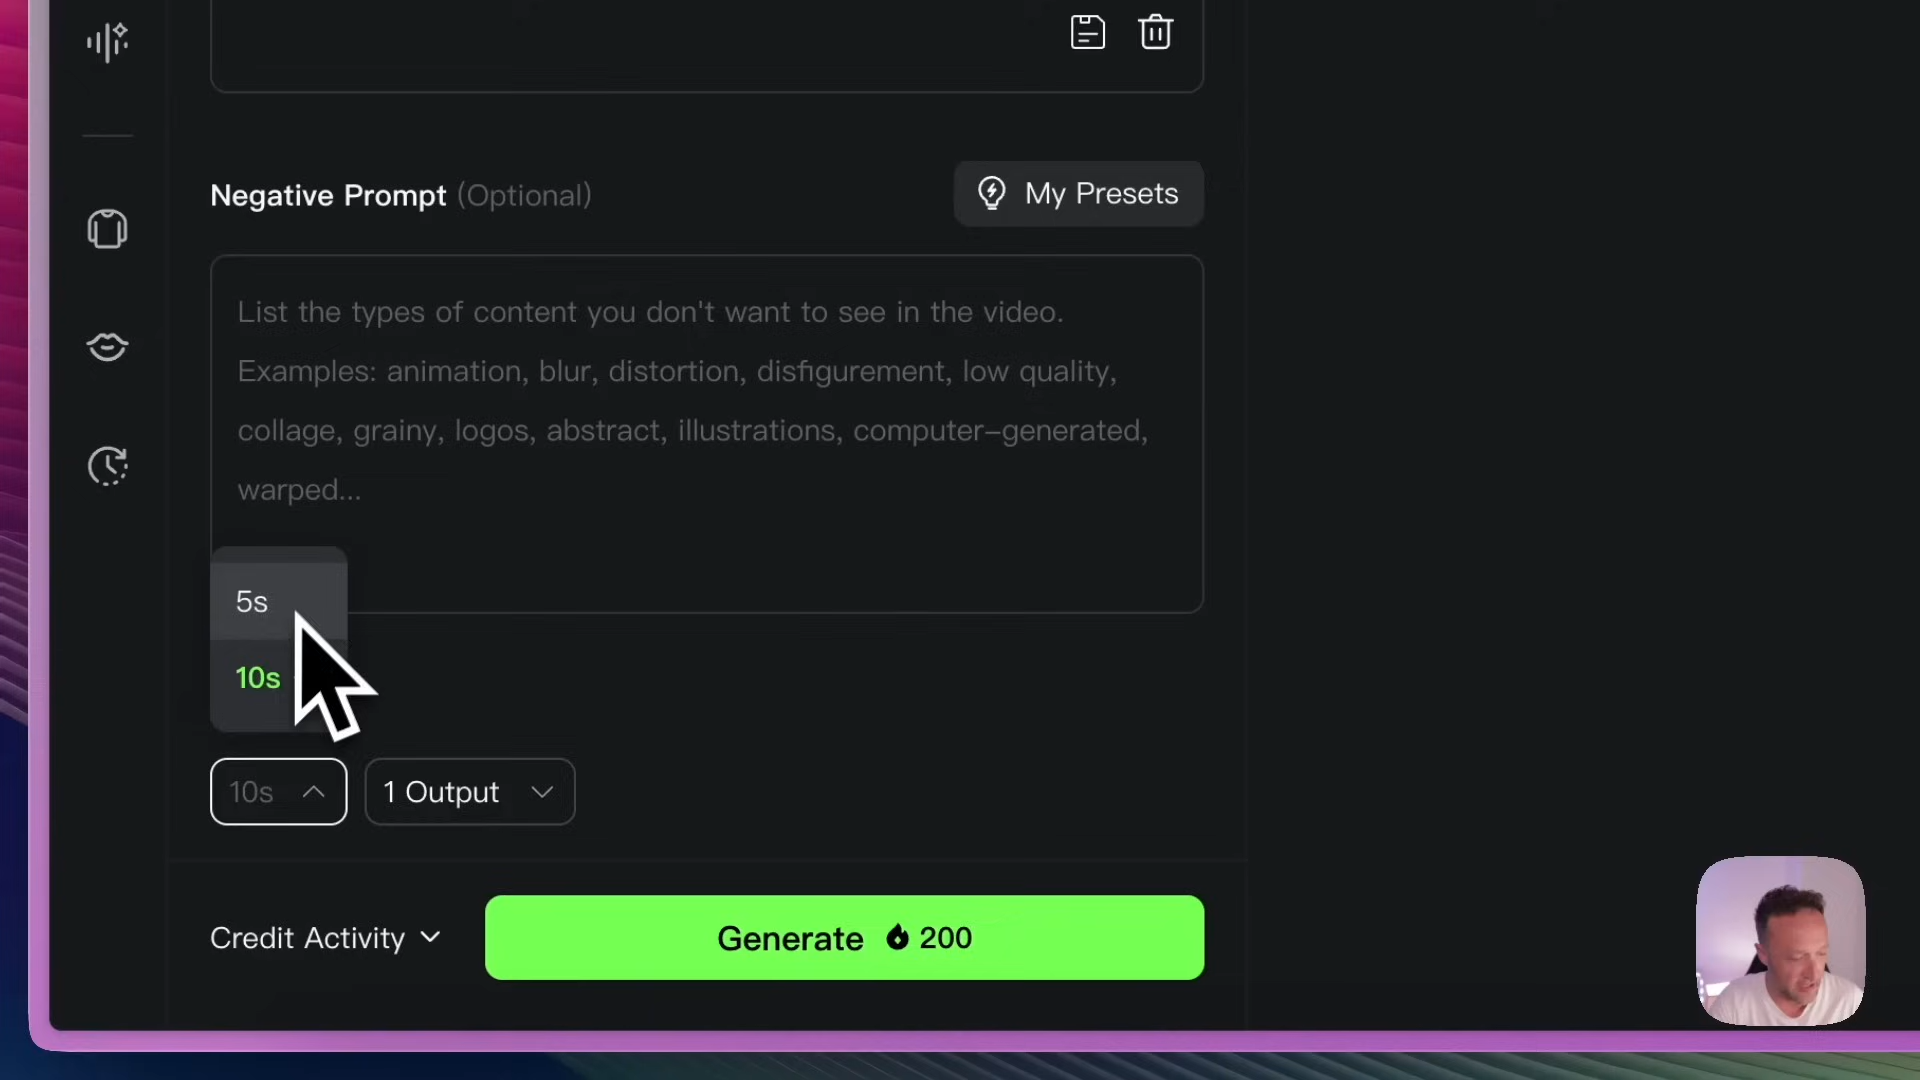 Negative Prompt (Optional)
My Presets
List the types of content you don't want to see in the video.
Examples: animation, blur, distortion, disfigurement, low quality,
collage, grainy, logos, abstract, illustrations, computer-generated,
warped...
5s
10s
10s
1 Output
Credit Activity
Generate 200